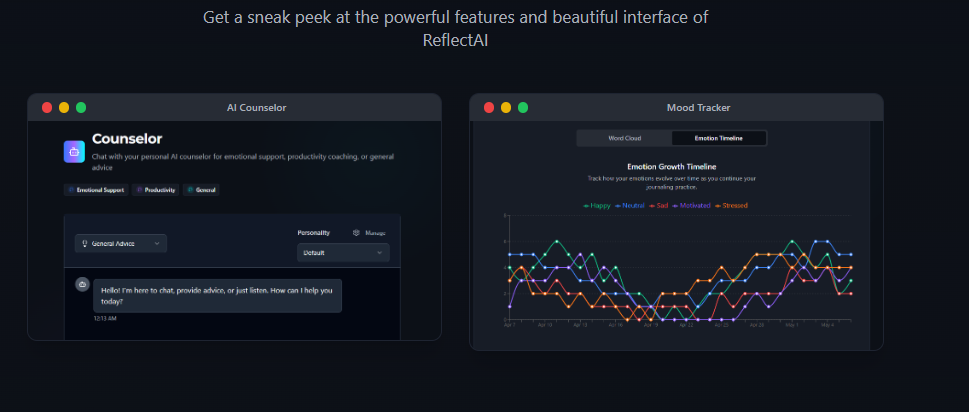 Get a sneak peek at the powerful features and beautiful interface of
ReflectAI
AI Counselor
Counselor
Chat with your personal AI counselor for emotional support, productivity coaching, or general
advice
Emotional Support
Productivity
General
Personality
Manage
General Advice
Default
Hello! I'm here to chat, provide advice, or just listen. How can I help you
today?
12:13 AM
Mood Tracker
Word Cloud
Emotion Timeline
Emotion Growth Timeline
Track how your emotions evolve over time as you continue your
journaling practice.
Happy
Neutral
Sad
Motivated
Stressed
Apr 7
Apr 13
Apr 16
Apr 19
Apr 22
Apr 25
Apr 28
May 1